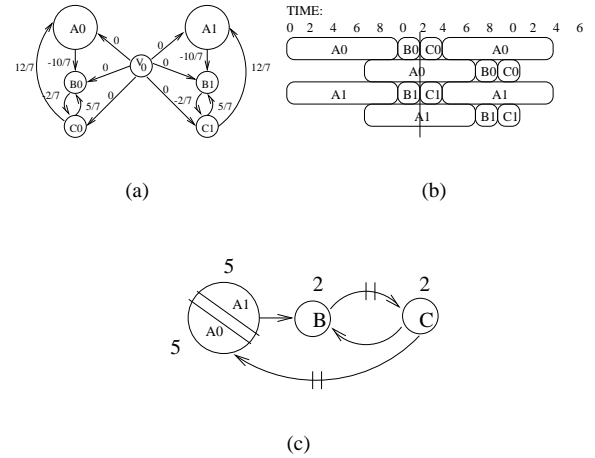 A0
A1
V0
0
0
0
0
0
0
-10/7
-10/7
12/7
12/7
B0
B1
-2/7
5/7
-2/7
5/7
C0
C1
(a)
TIME:
0 2 4 6 8 0 2 4 6 8 0 2 4 6
A0 B0 C0 A0
A0 B0 C0
A1 B1 C1 A1
A1 B1 C1
(b)
5
A1
A0
5
2
B
2
C
(c)